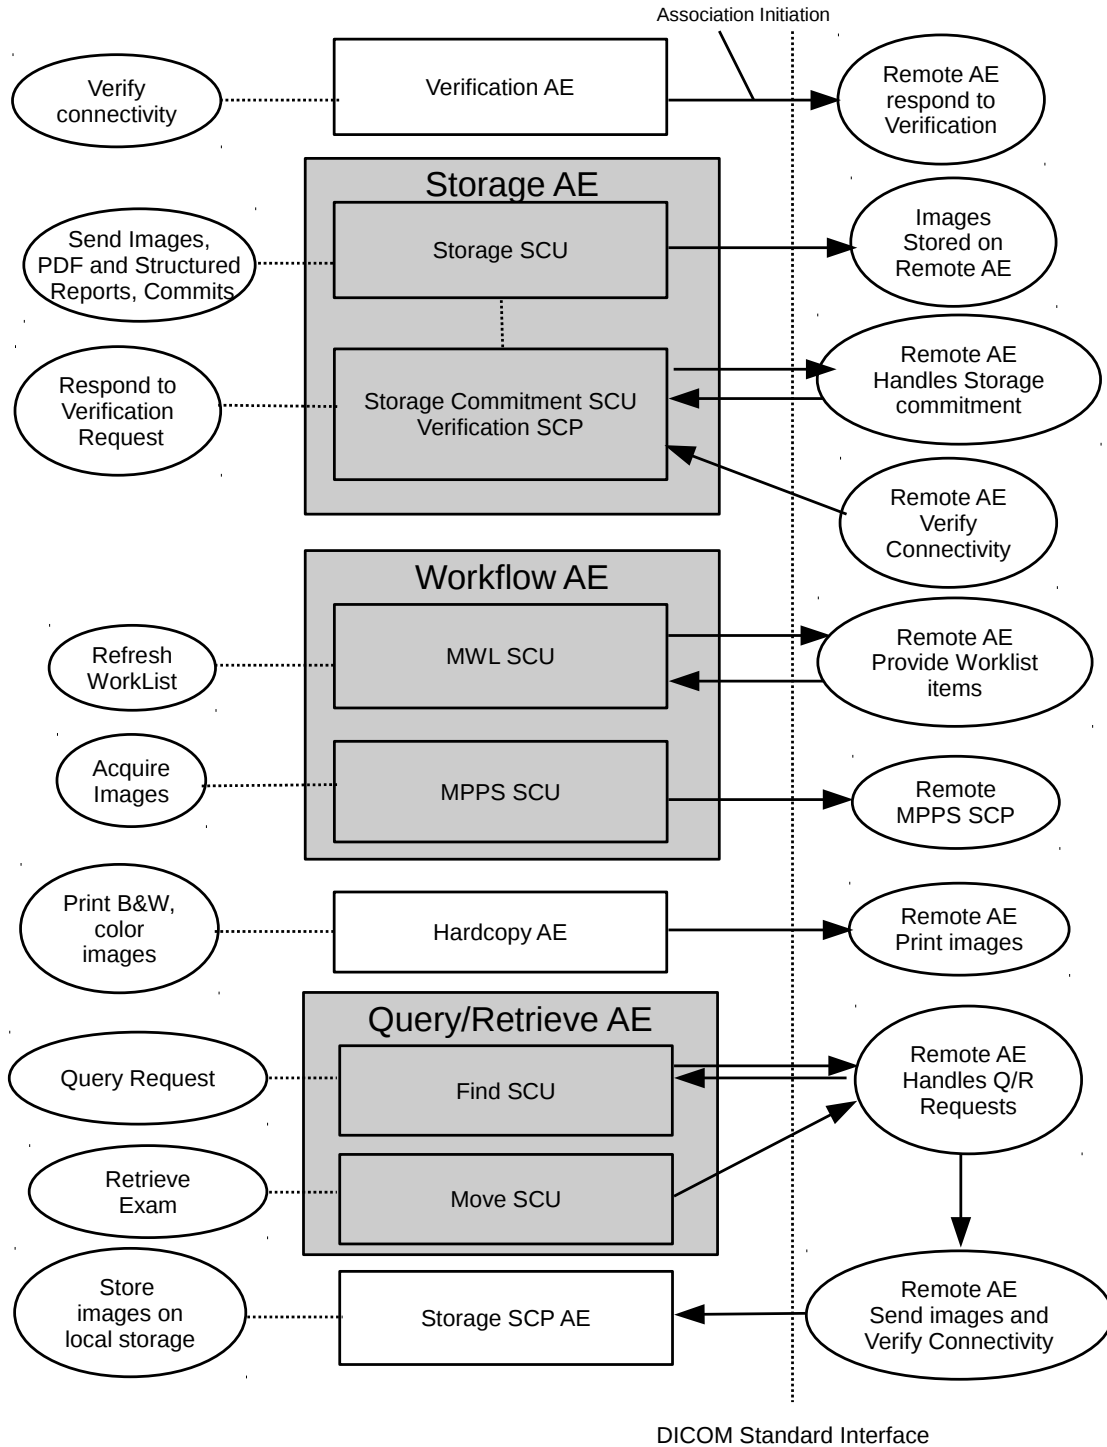 Association Initiation
Verify
connectivity
Verification AE
Remote AE
respond to
Verification
Storage AE
Send Images,
PDF and Structured
Reports, Commits
Storage SCU
Images
Stored on
Remote AE
Respond to
Verification
Request
Storage Commitment SCU
Verification SCP
Remote AE
Handles Storage
commitment
Remote AE
Verify
Connectivity
Workflow AE
Refresh
WorkList
MWL SCU
Remote AE
Provide Worklist
items
Acquire
Images
MPPS SCU
Remote
MPPS SCP
Print B&W,
color
images
Hardcopy AE
Remote AE
Print images
Query/Retrieve AE
Query Request
Find SCU
Remote AE
Handles Q/R
Requests
Retrieve
Exam
Move SCU
Store
images on
local storage
Storage SCP AE
Remote AE
Send images and
Verify Connectivity
DICOM Standard Interface